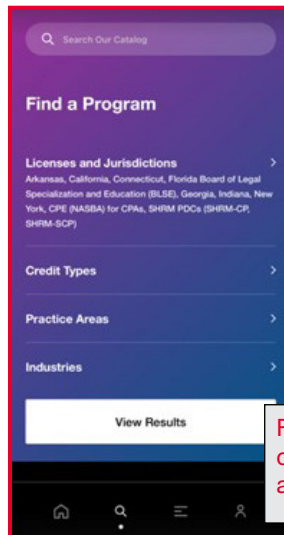 Search Our Catalog
Find a Program
Licenses and Jurisdictions
Arkansas, California, Connecticut, Florida Board of Legal
Specialization and Education (BLSE), Georgia, Indiana, New
York, CPE (NASBA) for CPAs, SHRM PDCs (SHRM-CP,
SHRM-SCP)
Credit Types
Practice Areas
Industries
View Results